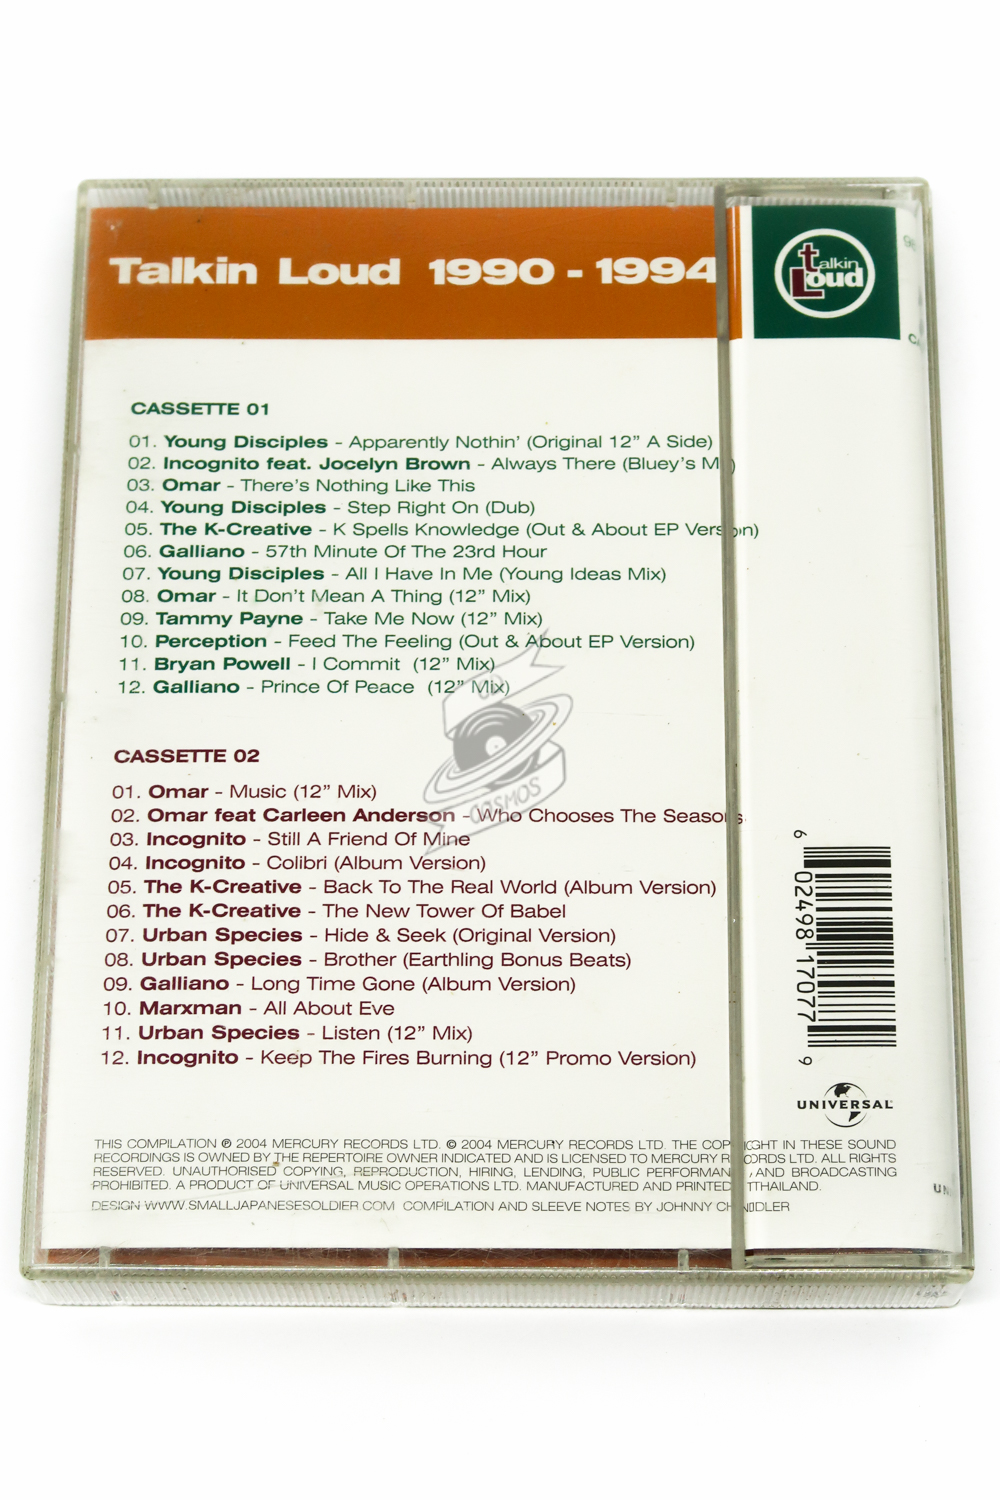 Talkin Loud 1990 - 1994
talkin
Loud
CASSETTE 01
01. Young Disciples - Apparently Nothin' (Original 12" A Side)
02. Incognito feat. Jocelyn Brown - Always There (Bluey's
03. Omar - There's Nothing Like This
04. Young Disciples - Step Right On (Dub)
05. The K-Creative - K Spells Knowledge (Out & About EP Version)
06. Galliano - 57th Minute Of The 23rd Hour
07. Young Disciples - All I Have In Me (Young Ideas Mix)
08. Omar - It Don't Mean A Thing (12" Mix)
09. Tammy Payne - Take Me Now (12" Mix)
10. Perception - Feed The Feeling (Out & About EP Version)
11. Bryan Powell - I Commit (12" Mix)
12. Galliano - Prince Of Peace (12" Mix)
CD
COSMOS
CASSETTE 02
01. Omar - Music (12" Mix)
02. Omar feat Carleen Anderson - Who Chooses The Seasons
03. Incognito - Still A Friend Of Mine
04. Incognito - Colibri (Album Version)
05. The K-Creative - Back To The Real World (Album Version)
06. The K-Creative - The New Tower Of Babel
07. Urban Species - Hide & Seek (Original Version)
08. Urban Species - Brother (Earthling Bonus Beats)
09. Galliano - Long Time Gone (Album Version)
10. Marxman - All About Eve
11. Urban Species - Listen (12" Mix)
12. Incognito - Keep The Fires Burning (12" Promo Version)
6 02498 17077 9
UNIVERSAL
THIS COMPILATION ℗ 2004 MERCURY RECORDS LTD. © 2004 MERCURY RECORDS LTD. THE COPYRIGHT IN THESE SOUND
RECORDINGS IS OWNED BY THE REPERTOIRE OWNER INDICATED AND IS LICENSED TO MERCURY RECORDS LTD. ALL RIGHTS
RESERVED. UNAUTHORISED COPYING, REPRODUCTION, HIRING, LENDING, PUBLIC PERFORMANCE AND BROADCASTING
PROHIBITED. A PRODUCT OF UNIVERSAL MUSIC OPERATIONS LTD. MANUFACTURED AND PRINTED THAILAND.
DESIGN WWW.SMALLJAPANESESOLDIER.COM COMPILATION AND SLEEVE NOTES BY JOHNNY CHANDLER